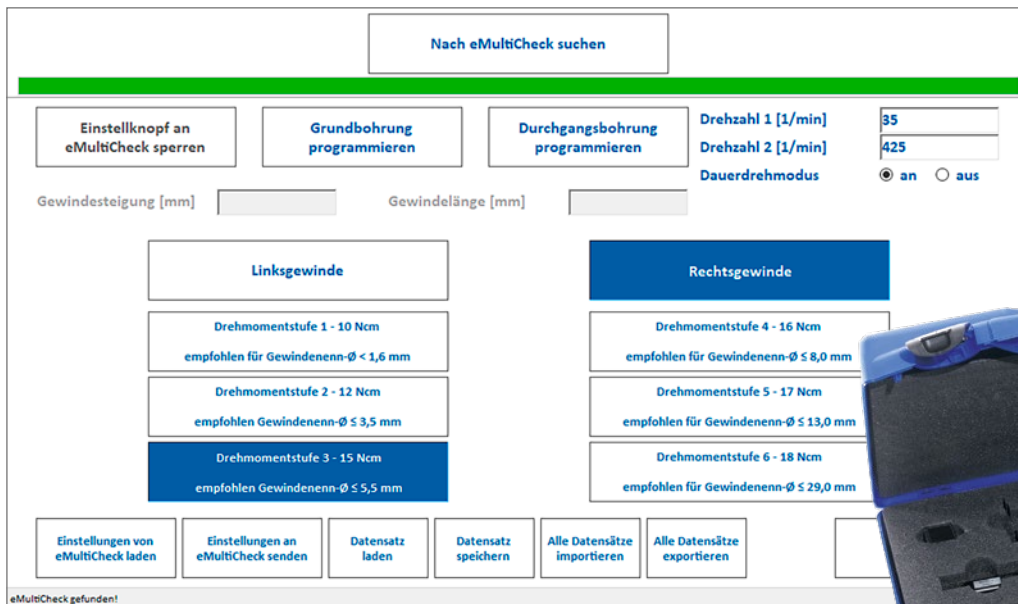 Nach eMultiCheck suchen
Einstellknopf an
eMultiCheck sperren
Grundbohrung
programmieren
Durchgangsbohrung
programmieren
Drehzahl 1 [1/min]
35
Drehzahl 2 [1/min]
425
Dauerdrehmodus
an
aus
Gewindesteigung [mm]
Gewindelänge [mm]
Linksgewinde
Rechtsgewinde
Drehmomentstufe 1 - 10 Ncm
empfohlen für Gewindenenn-Ø < 1,6 mm
Drehmomentstufe 4 - 16 Ncm
empfohlen für Gewindenenn-Ø ≤ 8,0 mm
Drehmomentstufe 2 - 12 Ncm
empfohlen Gewindenenn-Ø ≤ 3,5 mm
Drehmomentstufe 5 - 17 Ncm
empfohlen für Gewindenenn-Ø ≤ 13,0 mm
Drehmomentstufe 3 - 15 Ncm
empfohlen Gewindenenn-Ø ≤ 5,5 mm
Drehmomentstufe 6 - 18 Ncm
empfohlen für Gewindenenn-Ø ≤ 29,0 mm
Einstellungen von
eMultiCheck laden
Einstellungen an
eMultiCheck senden
Datensatz
laden
Datensatz
speichern
Alle Datensätze
importieren
Alle Datensätze
exportieren
eMultiCheck gefunden!